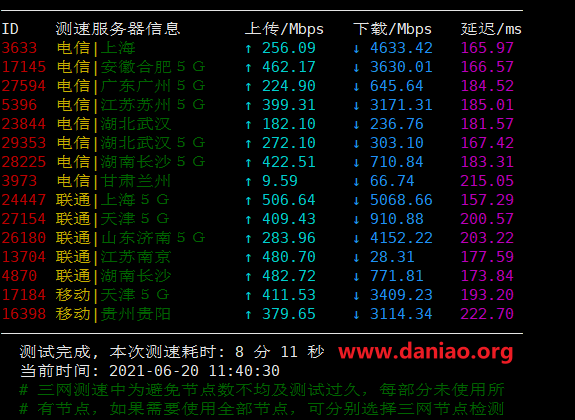 ID 测速服务器信息 上传/Mbps 下载/Mbps 延迟/ms
3633 电信|上海 ↑ 256.09 ↓ 4633.42 165.97
17145 电信|安徽合肥５Ｇ ↑ 462.17 ↓ 3630.01 166.57
27594 电信|广东广州５Ｇ ↑ 224.90 ↓ 645.64 184.52
5396 电信|江苏苏州５Ｇ ↑ 399.31 ↓ 3171.31 185.01
23844 电信|湖北武汉 ↑ 182.10 ↓ 236.76 181.57
29353 电信|湖北武汉５Ｇ ↑ 272.10 ↓ 303.10 167.42
28225 电信|湖南长沙５Ｇ ↑ 422.51 ↓ 710.84 183.31
3973 电信|甘肃兰州 ↑ 9.59 ↓ 66.74 215.05
24447 联通|上海５Ｇ ↑ 506.64 ↓ 5068.66 157.29
27154 联通|天津５Ｇ ↑ 409.43 ↓ 910.88 200.57
26180 联通|山东济南５Ｇ ↑ 283.96 ↓ 4152.22 203.22
13704 联通|江苏南京 ↑ 480.70 ↓ 28.31 177.59
4870 联通|湖南长沙 ↑ 482.72 ↓ 771.81 173.84
17184 移动|天津５Ｇ ↑ 411.53 ↓ 3409.23 193.20
16398 移动|贵州贵阳 ↑ 379.65 ↓ 3114.34 222.70
测试完成, 本次测速耗时: 8 分 11 秒 www.daniao.org
当前时间: 2021-06-20 11:40:30
# 三网测速中为避免节点数不均及测试过久，每部分未使用所
# 有节点，如果需要使用全部节点，可分别选择三网节点检测